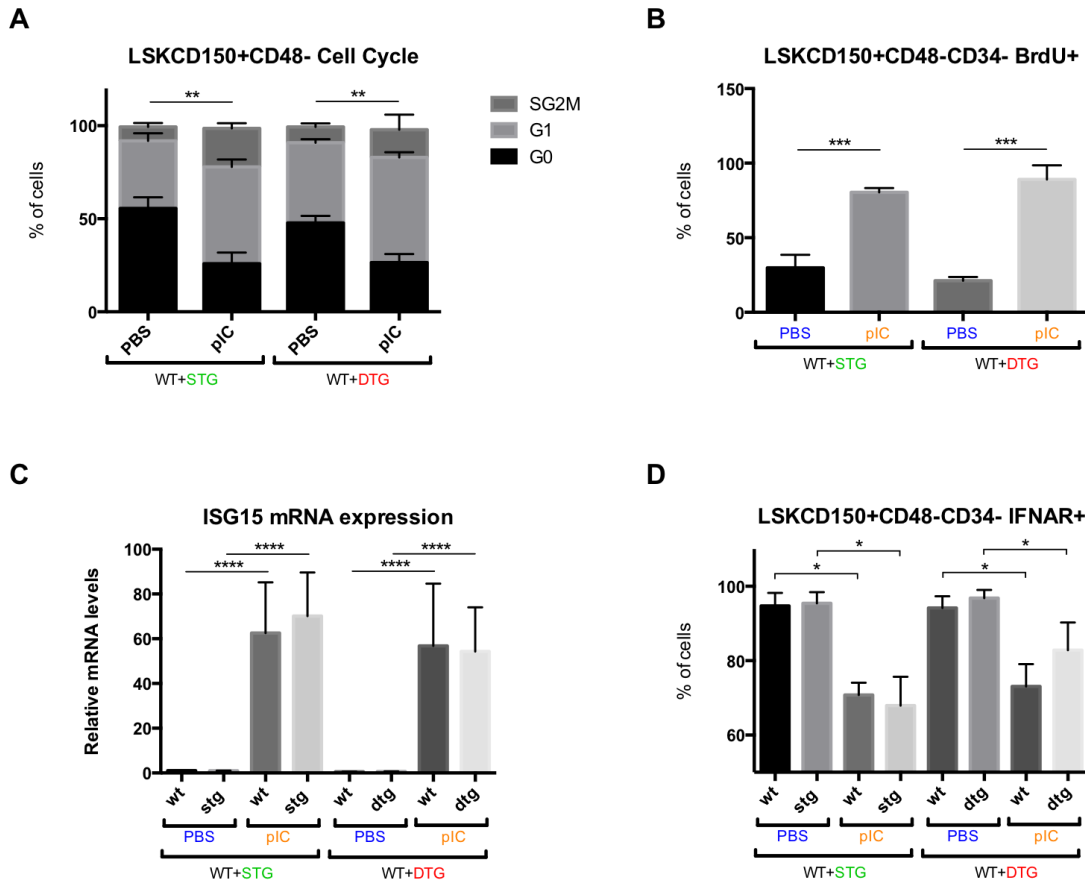 A
LSKCD150+CD48- Cell Cycle
% of cells
100
50
0
** **
SG2M
G1
G0
PBS pIC PBS pIC
WT+STG WT+DTG
B
LSKCD150+CD48-CD34- BrdU+
% of cells
150
100
50
0
*** ***
PBS pIC PBS pIC
WT+STG WT+DTG
C
ISG15 mRNA expression
Relative mRNA levels
100
80
60
40
20
0
**** ****
**** ****
wt stg wt stg wt dtg wt dtg
PBS pIC PBS pIC
WT+STG WT+DTG
D
LSKCD150+CD48-CD34- IFNAR+
% of cells
100
80
60
* *
* *
wt stg wt stg wt dtg wt dtg
PBS pIC PBS pIC
WT+STG WT+DTG